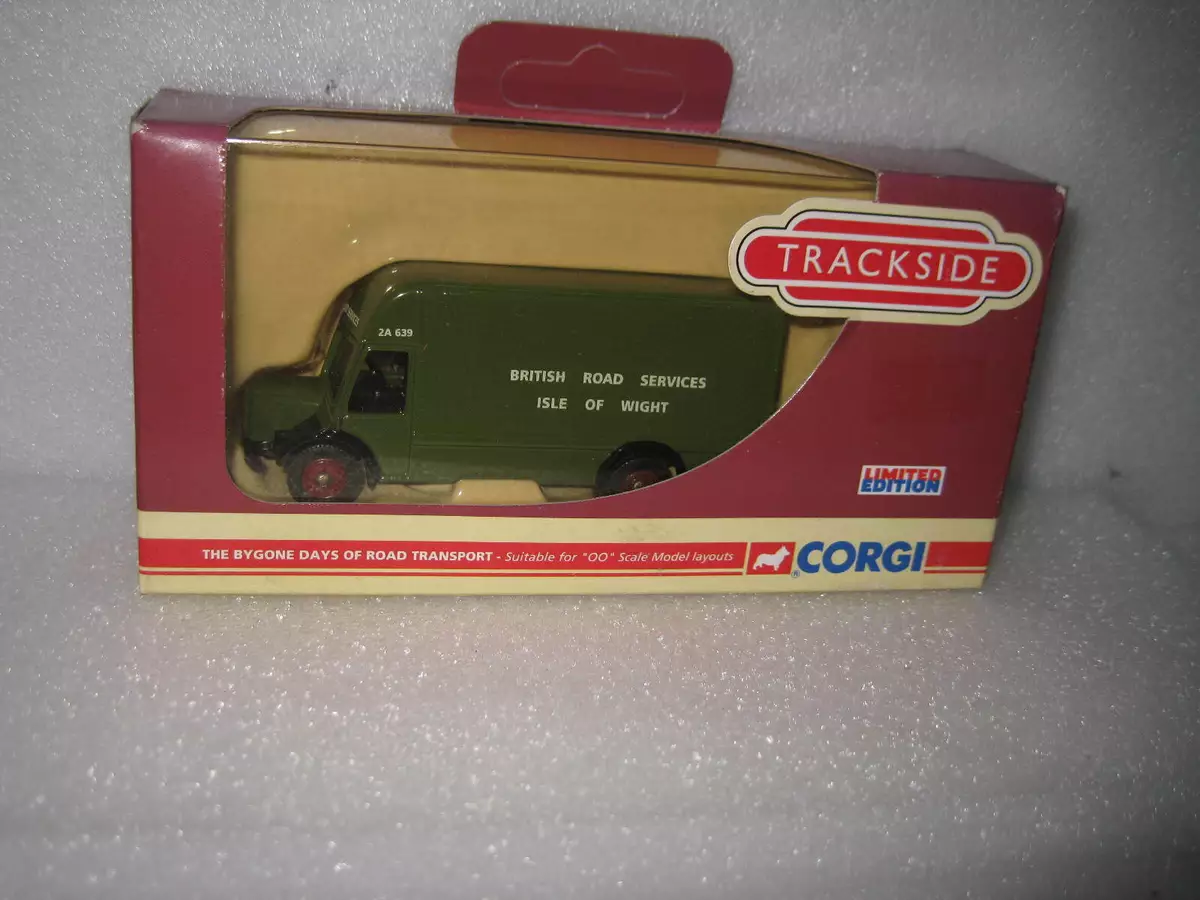 TRACKSIDE
2A 639
BRITISH ROAD SERVICES
ISLE OF WIGHT
LIMITED
EDITION
THE BYGONE DAYS OF ROAD TRANSPORT - Suitable for "OO" Scale Model layouts
® CORGI